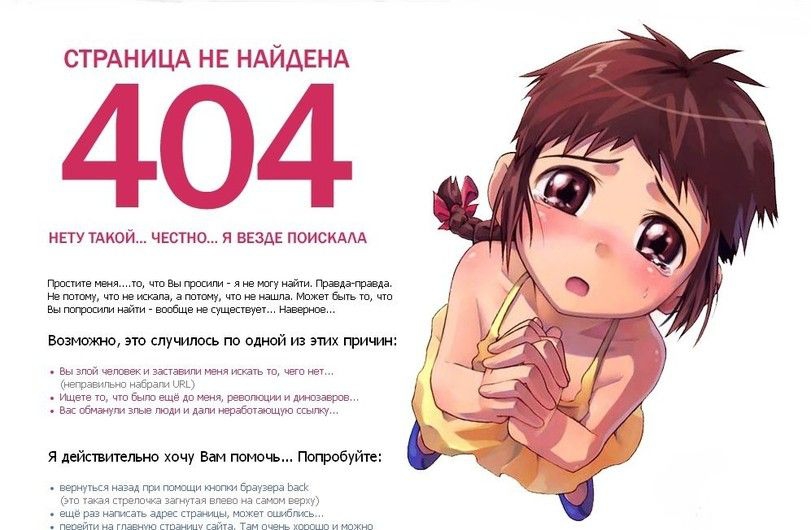 СТРАНИЦА НЕ НАЙДЕНА
404
НЕТУ ТАКОЙ... ЧЕСТНО... Я ВЕЗДЕ ПОИСКАЛА
Простите меня....то, что Вы просили - я не могу найти. Правда-правда.
Не потому, что не искала, а потому, что не нашла. Может быть то, что
Вы попросили найти - вообще не существует... Наверное...
Возможно, это случилось по одной из этих причин:
• Вы злой человек и заставили меня искать то, чего нет...
(неправильно набрали URL)
• Ищете то, что было ещё до меня, революции и динозавров...
• Вас обманули злые люди и дали неработающую ссылку...
Я действительно хочу Вам помочь... Попробуйте:
• вернуться назад при помощи кнопки браузера back
(это такая стрелочка загнутая влево на самом верху)
• ещё раз написать адрес страницы, может ошиблись...
• перейти на главную страницу сайта. Там очень хорошо и можно